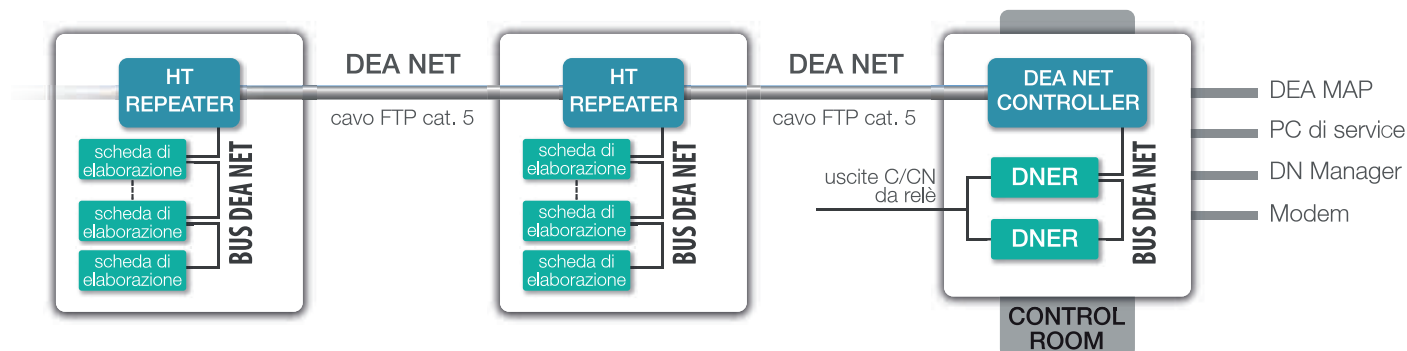 HT
REPEATER
scheda di
elaborazione
scheda di
elaborazione
scheda di
elaborazione
BUS DEA NET
DEA NET
cavo FTP cat. 5
HT
REPEATER
scheda di
elaborazione
scheda di
elaborazione
scheda di
elaborazione
BUS DEA NET
DEA NET
cavo FTP cat. 5
DEA NET
CONTROLLER
uscite C/CN
da relè
DNER
DNER
BUS DEA NET
CONTROL
ROOM
DEA MAP
PC di service
DN Manager
Modem